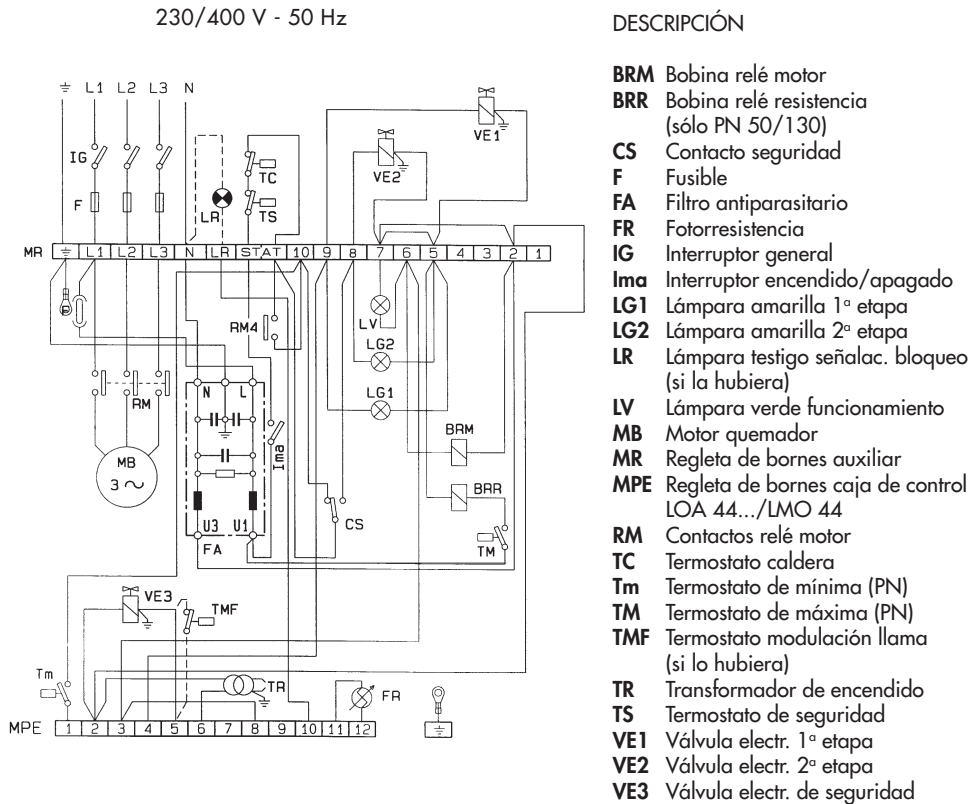 230/400 V - 50 Hz
L1 L2 L3 N
IG
F
LR
TC
TS
VE2
VE1
MR L1 L2 L3 N LR STAT 10 9 8 7 6 5 4 3 2 1
F
RM4
LV
LG2
LG1
RM
MB
3 ~
N L
U3 U1
FA
Ima
BRM
BRR
CS
TM
VE3
TMF
Tm
TR
FR
MPE 1 2 3 4 5 6 7 8 9 10 11 12
DESCRIPCIÓN
BRM Bobina relé motor
BRR Bobina relé resistencia
(sólo PN 50/130)
CS Contacto seguridad
F Fusible
FA Filtro antiparasitario
FR Fotorresistencia
IG Interruptor general
Ima Interruptor encendido/apagado
LG1 Lámpara amarilla 1ª etapa
LG2 Lámpara amarilla 2ª etapa
LR Lámpara testigo señalac. bloqueo
(si la hubiera)
LV Lámpara verde funcionamiento
MB Motor quemador
MR Regleta de bornes auxiliar
MPE Regleta de bornes caja de control
LOA 44.../LMO 44
RM Contactos relé motor
TC Termostato caldera
Tm Termostato de mínima (PN)
TM Termostato de máxima (PN)
TMF Termostato modulación llama
(si lo hubiera)
TR Transformador de encendido
TS Termostato de seguridad
VE1 Válvula electr. 1ª etapa
VE2 Válvula electr. 2ª etapa
VE3 Válvula electr. de seguridad